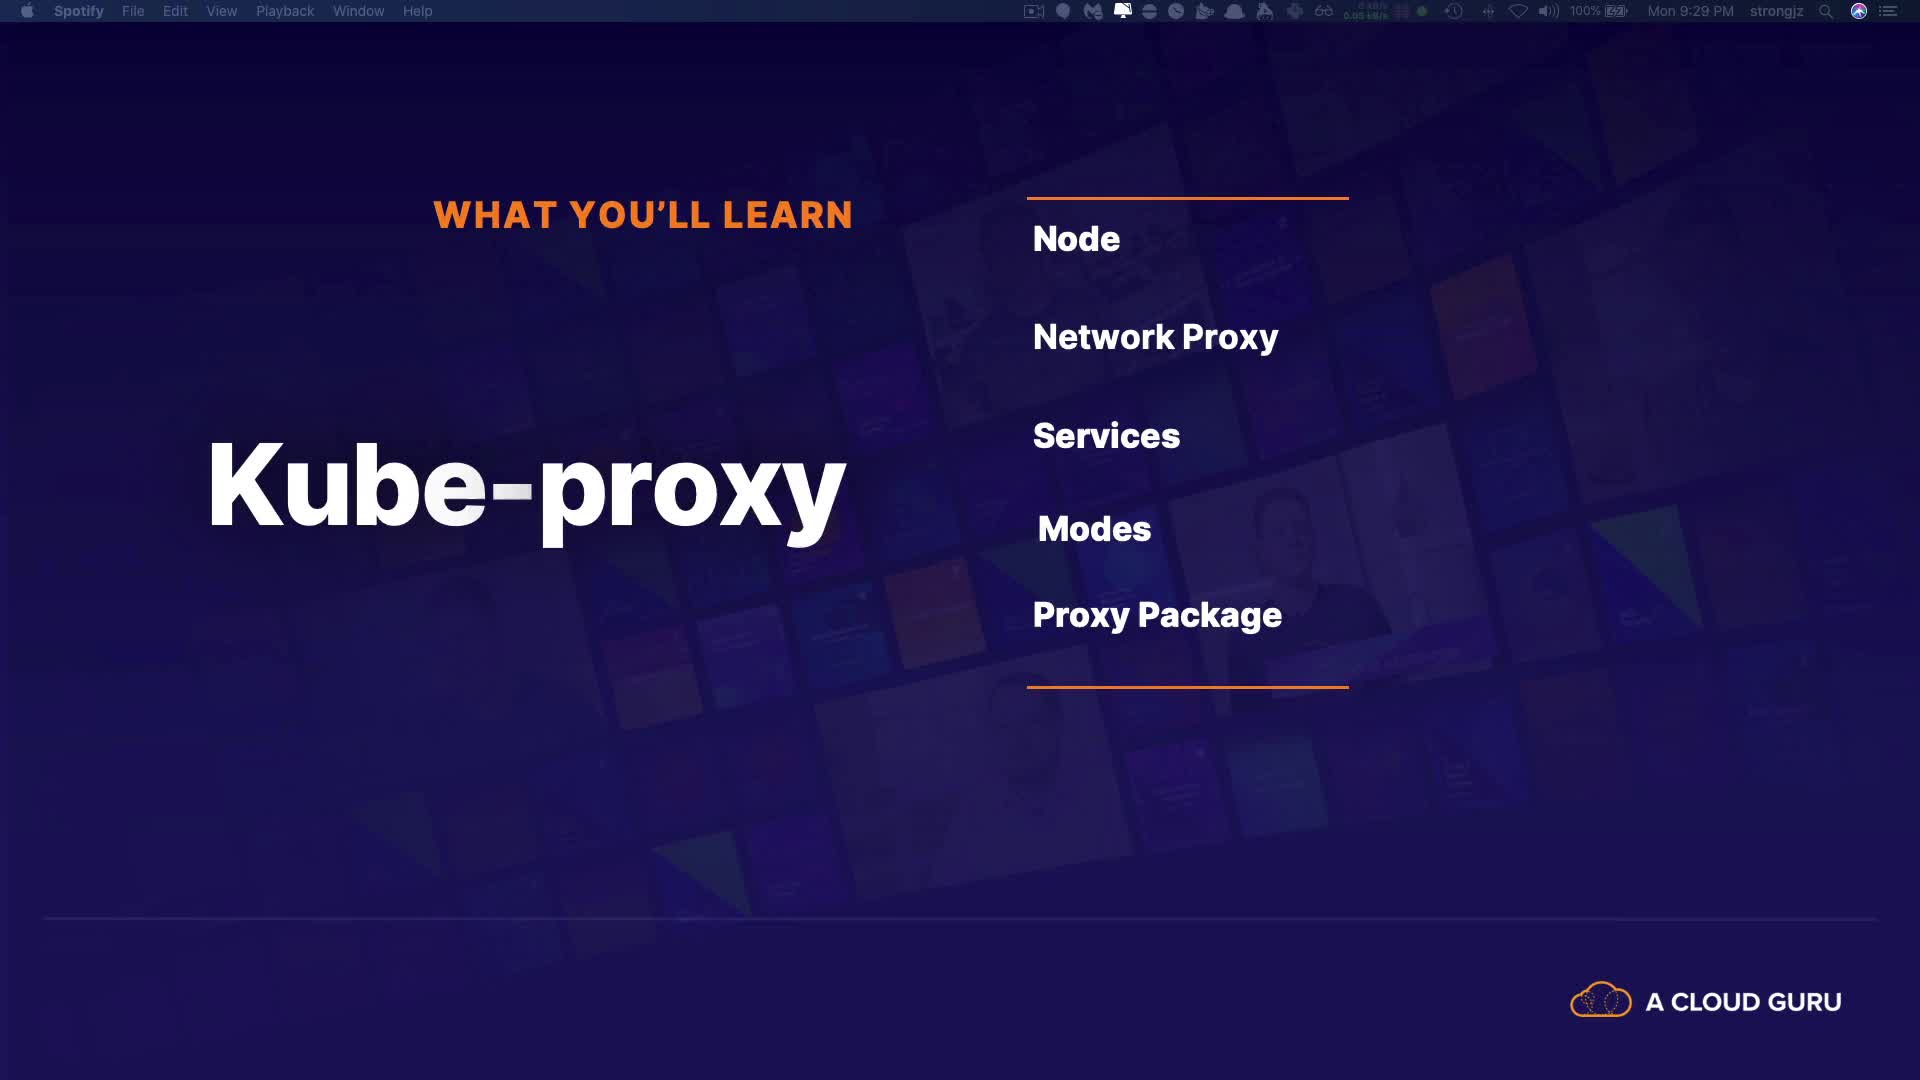 Spotify File Edit View Playback Window Help
100% Mon 9:29 PM strongjz
WHAT YOU’LL LEARN
Kube-proxy
Node
Network Proxy
Services
Modes
Proxy Package
A CLOUD GURU